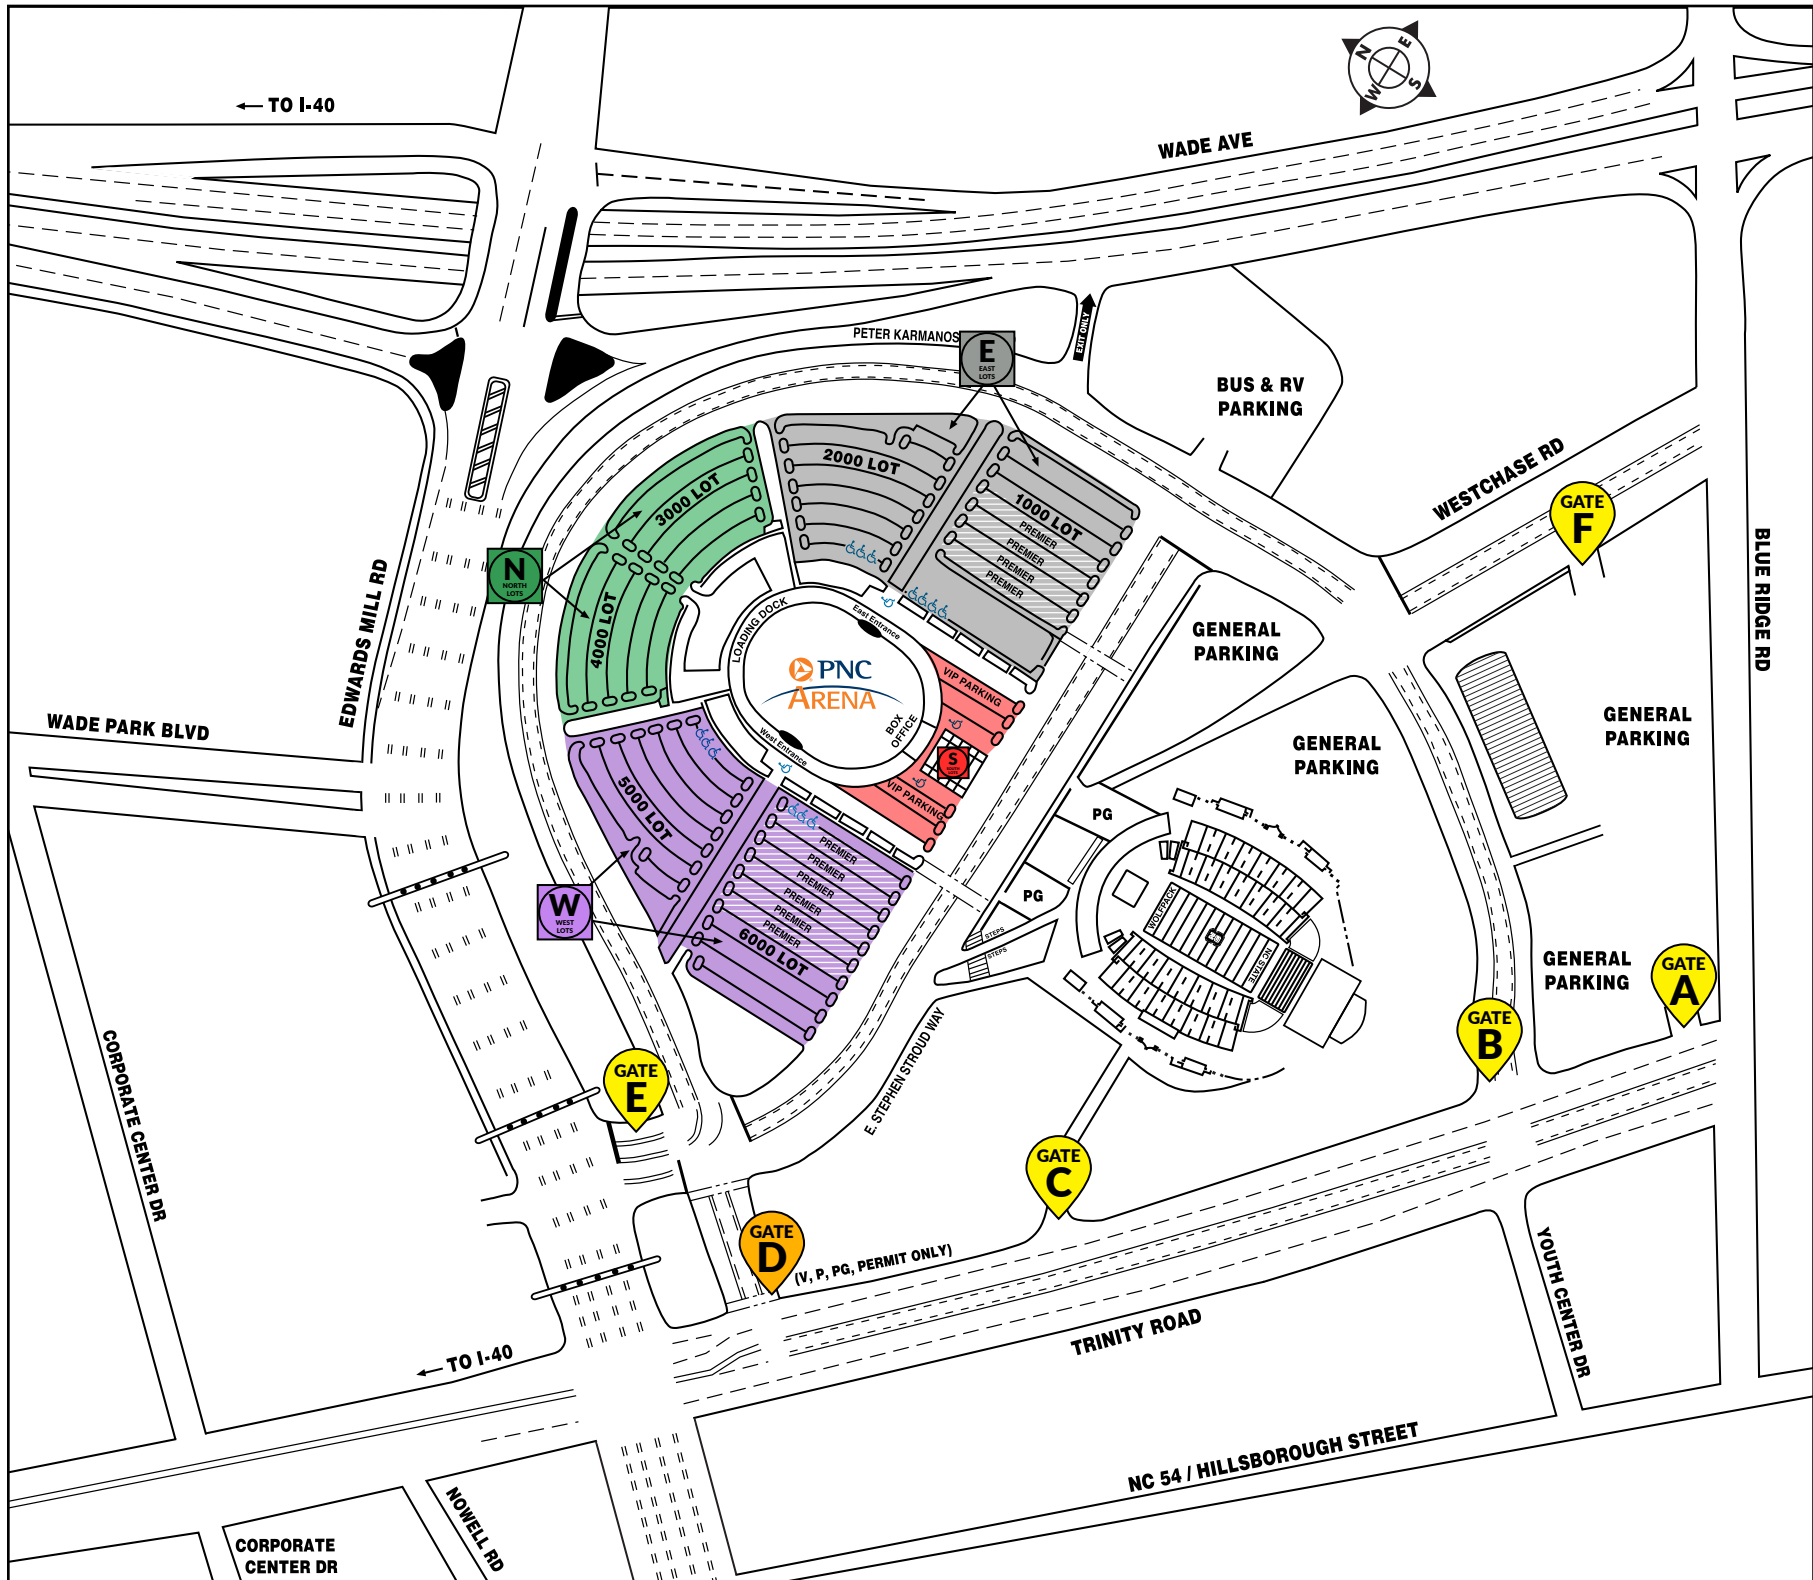 ← TO I-40
N
E
S
W
WADE AVE
PETER KARMANOS
E
EAST
LOTS
EXIT ONLY
BUS & RV
PARKING
WESTCHASE RD
GATE
F
BLUE RIDGE RD
2000 LOT
1000 LOT
PREMIER
PREMIER
PREMIER
PREMIER
3000 LOT
N
NORTH
LOTS
4000 LOT
EDWARDS MILL RD
LOADING DOCK
East Entrance
PNC
ARENA
BOX
OFFICE
West Entrance
VIP PARKING
S
VIP PARKING
GENERAL
PARKING
GENERAL
PARKING
GENERAL
PARKING
WADE PARK BLVD
5000 LOT
PREMIER
PREMIER
PREMIER
PREMIER
PREMIER
6000 LOT
W
WEST
LOTS
PG
PG
STEPS
STEPS
WOLFPACK
NC STATE
GENERAL
PARKING
GATE
A
GATE
B
GATE
E
E. STEPHEN STROUD WAY
CORPORATE CENTER DR
GATE
C
GATE
D
(V, P, PG, PERMIT ONLY)
TRINITY ROAD
YOUTH CENTER DR
← TO I-40
NC 54 / HILLSBOROUGH STREET
NOWELL RD
CORPORATE
CENTER DR